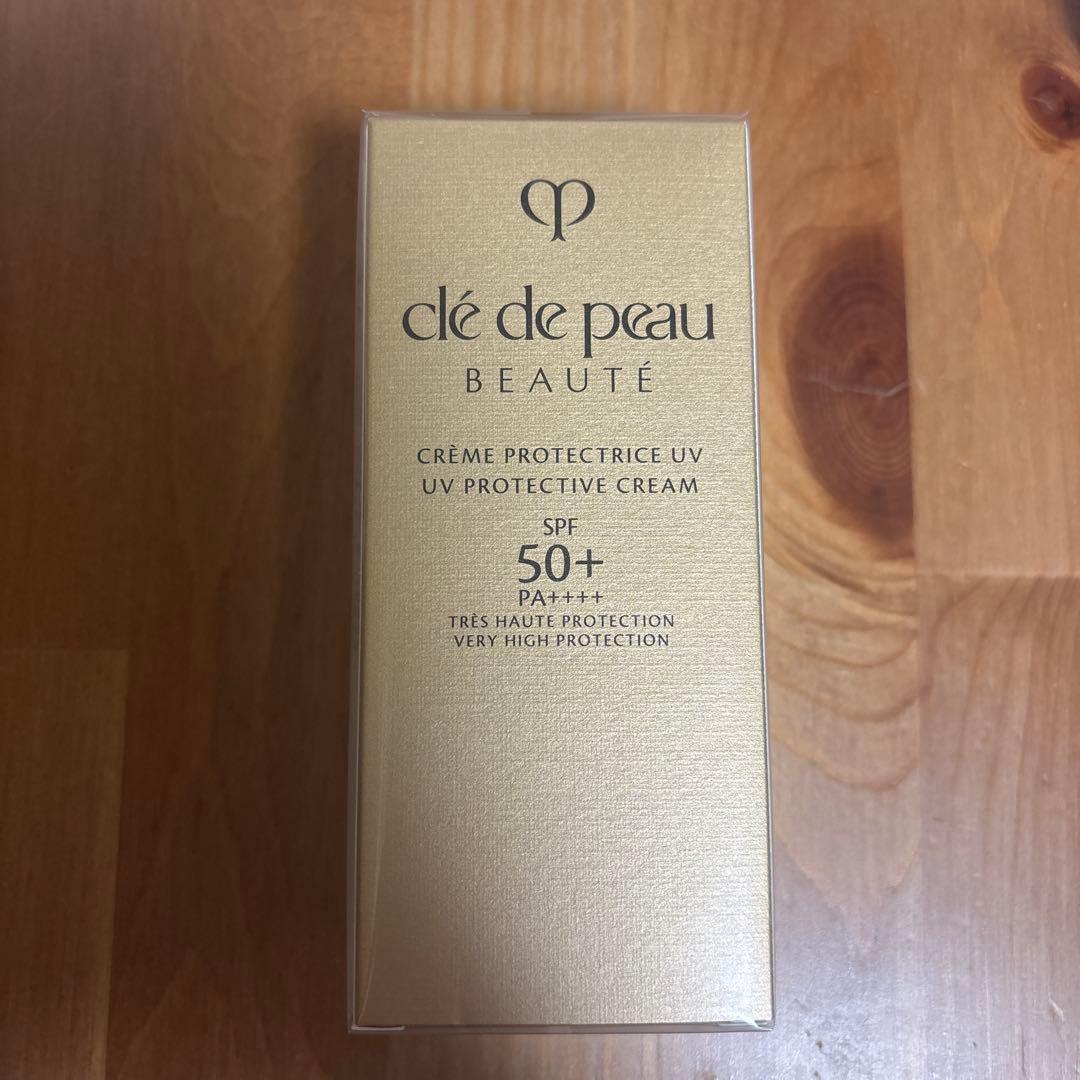 clé de peau
BEAUTÉ
CRÈME PROTECTRICE UV
UV PROTECTIVE CREAM
SPF
50+
PA++++
TRÈS HAUTE PROTECTION
VERY HIGH PROTECTION